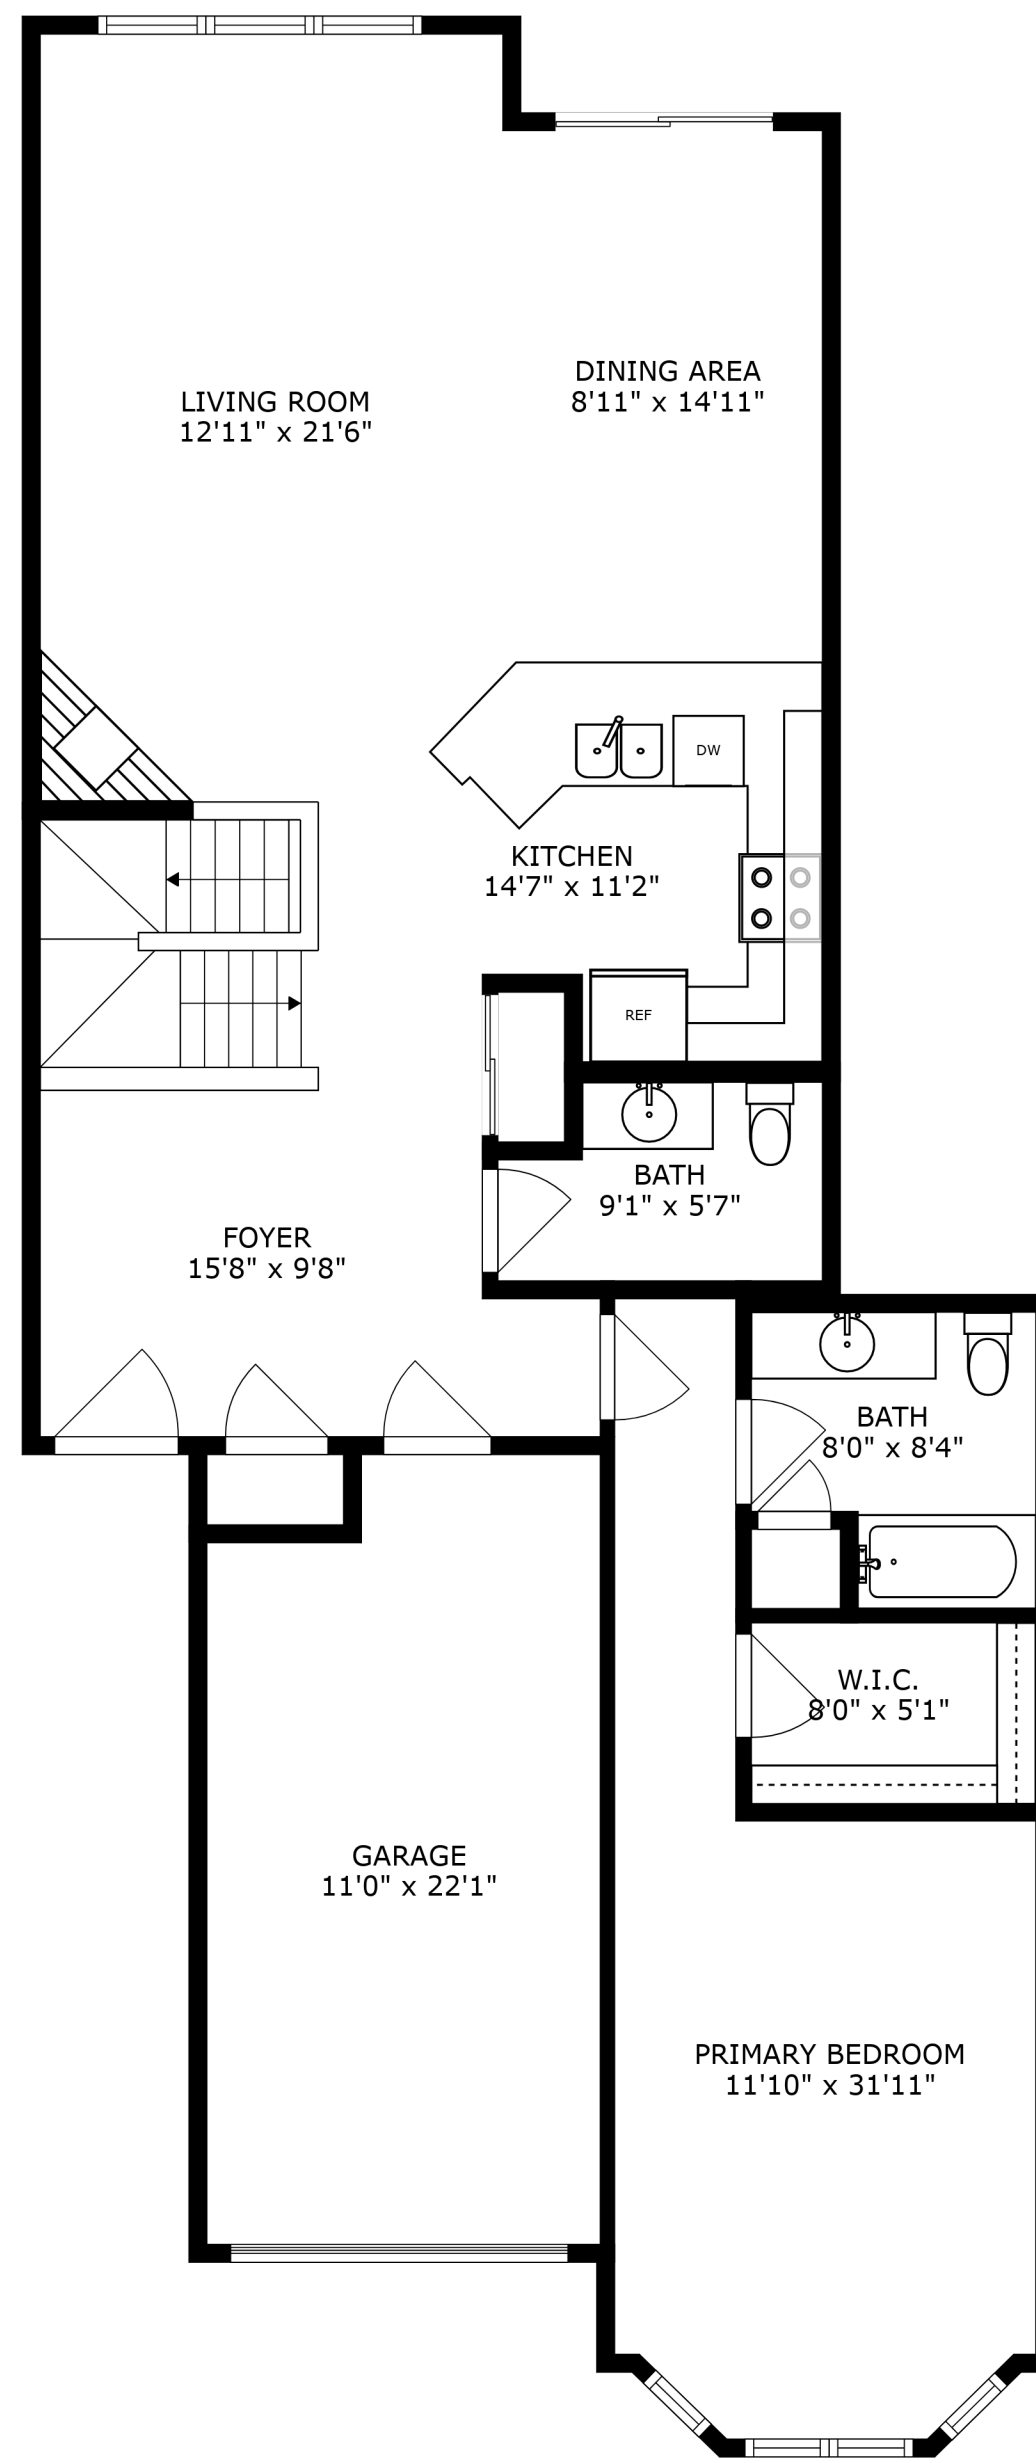 DINING AREA
8'11" x 14'11"
LIVING ROOM
12'11" x 21'6"
DW
KITCHEN
14'7" x 11'2"
REF
BATH
9'1" x 5'7"
FOYER
15'8" x 9'8"
BATH
8'0" x 8'4"
W.I.C.
8'0" x 5'1"
GARAGE
11'0" x 22'1"
PRIMARY BEDROOM
11'10" x 31'11"